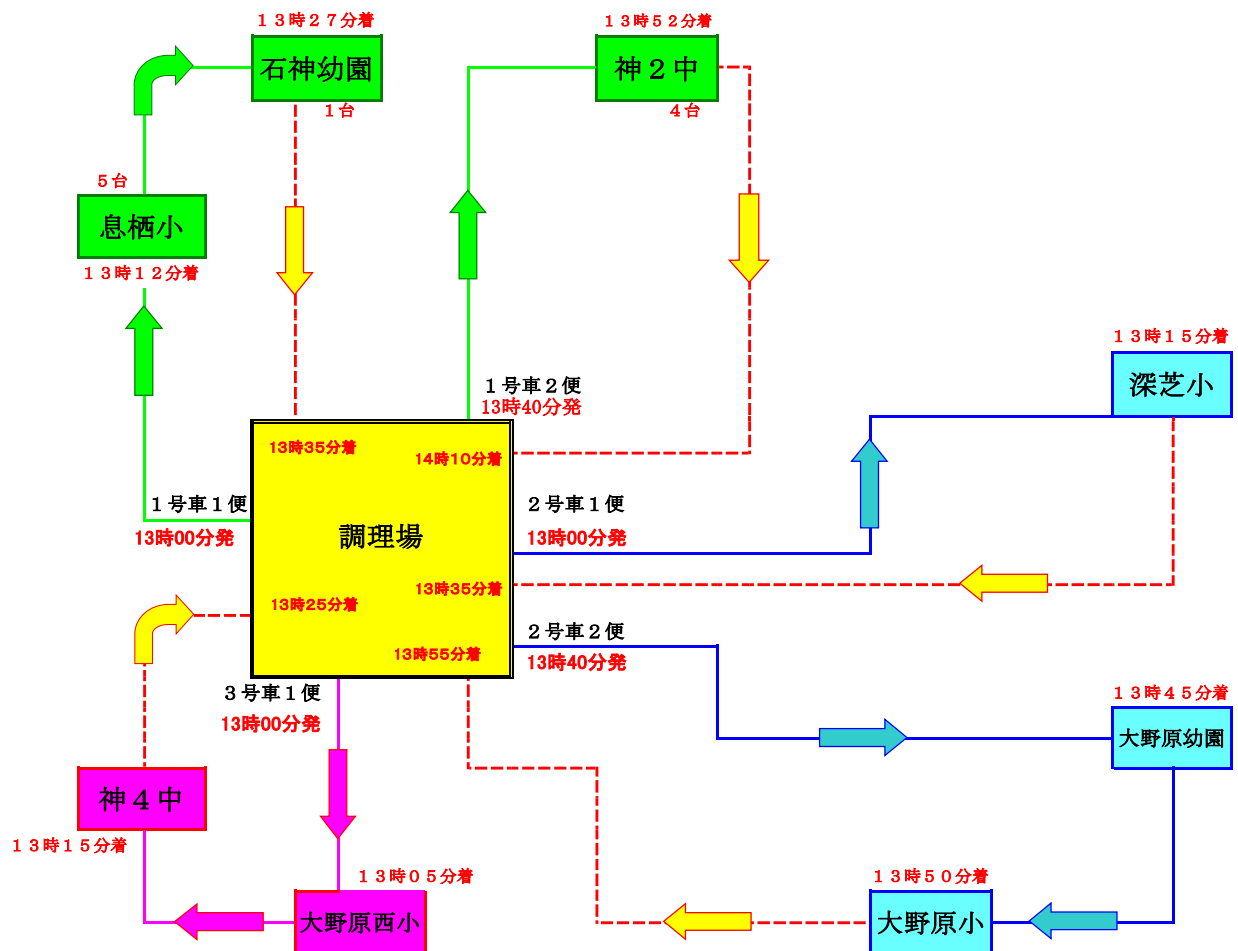 １３時２７分着
石神幼園
１台
１３時５２分着
神２中
４台
５台
息栖小
１３時１２分着
１３時１５分着
深芝小
１号車２便
13時40分発
13時35分着
14時10分着
１号車１便
13時00分発
２号車１便
13時00分発
調理場
13時35分着
13時25分着
２号車２便
13時40分発
13時55分着
３号車１便
13時00分発
１３時４５分着
大野原幼園
神４中
１３時１５分着
１３時０５分着
大野原西小
１３時５０分着
大野原小